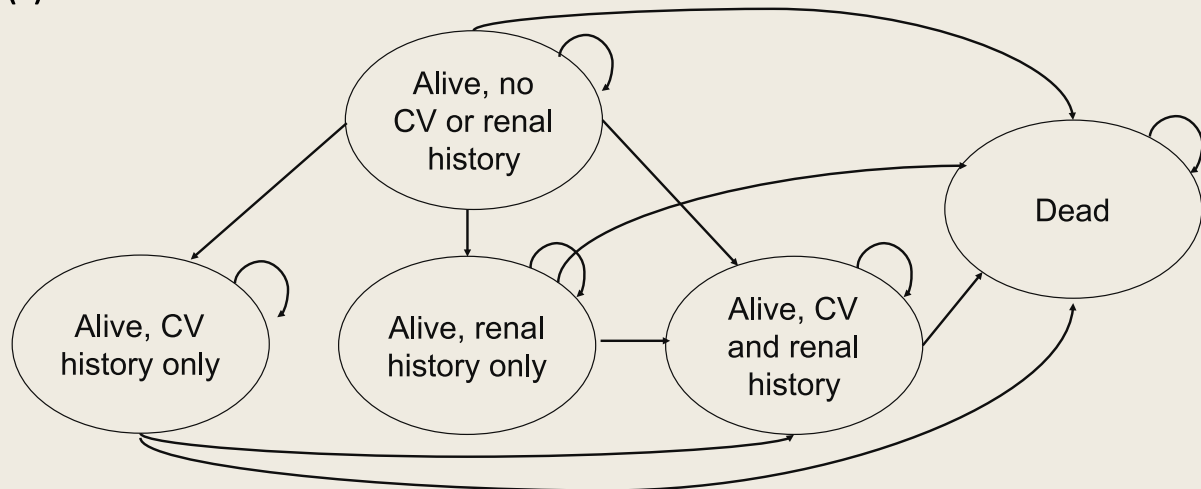 Alive, no
CV or renal
history
Dead
Alive, CV
history only
Alive, renal
history only
Alive, CV
and renal
history